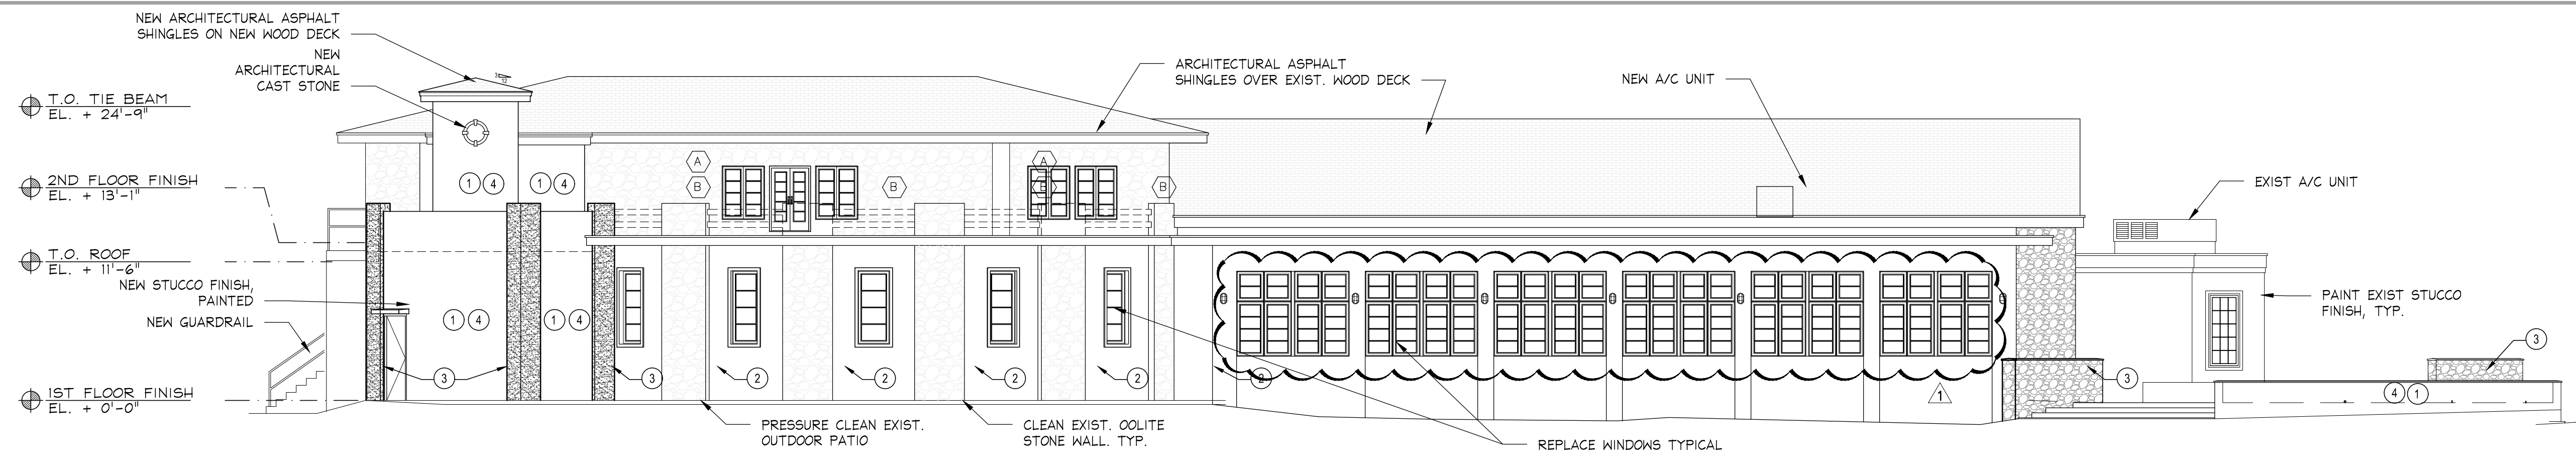 NEW ARCHITECTURAL ASPHALT
SHINGLES ON NEW WOOD DECK
NEW
ARCHITECTURAL
CAST STONE
3
12
ARCHITECTURAL ASPHALT
SHINGLES OVER EXIST. WOOD DECK
NEW A/C UNIT
T.O. TIE BEAM
EL. + 24'-9"
2ND FLOOR FINISH
EL. + 13'-1"
EXIST A/C UNIT
A
A
B
B
B
B
1 4
1 4
T.O. ROOF
EL. + 11'-6"
NEW STUCCO FINISH,
PAINTED
NEW GUARDRAIL
1 4
1 4
PAINT EXIST STUCCO
FINISH, TYP.
3
3
3
2
2
2
2
2
3
1ST FLOOR FINISH
EL. + 0'-0"
1
4 1
PRESSURE CLEAN EXIST.
OUTDOOR PATIO
CLEAN EXIST. OOLITE
STONE WALL. TYP.
REPLACE WINDOWS TYPICAL